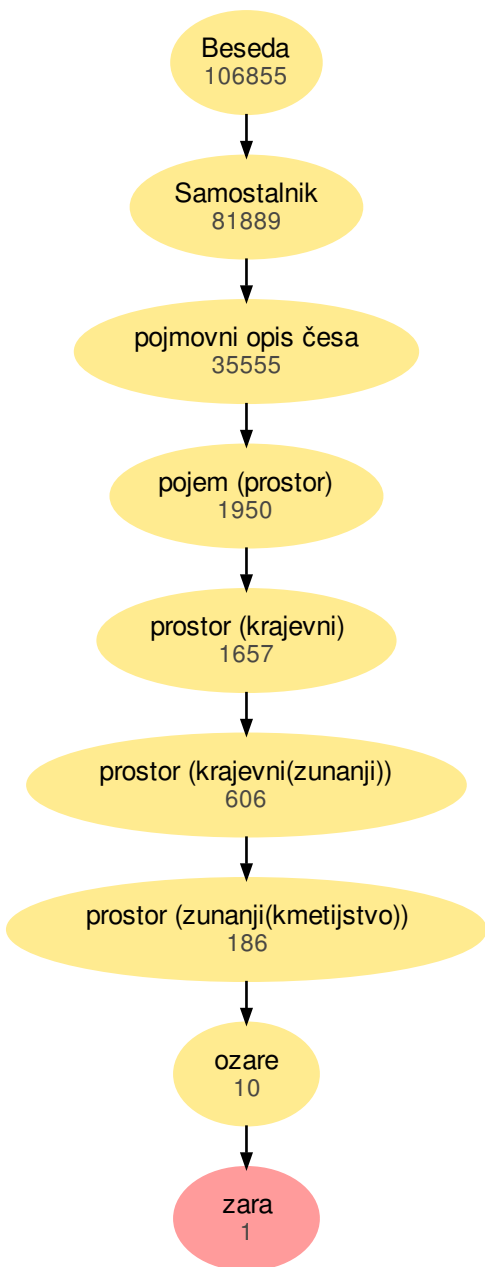 Beseda
106855
Samostalnik
81889
pojmovni opis česa
35555
pojem (prostor)
1950
prostor (krajevni)
1657
prostor (krajevni(zunanji))
606
prostor (zunanji(kmetijstvo))
186
ozare
10
zara
1